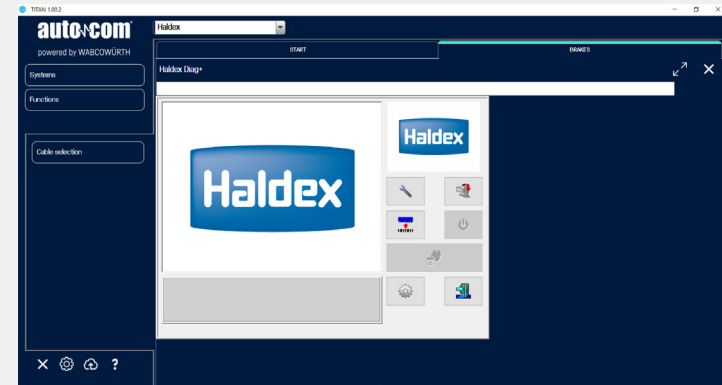 TITAN 1.00.2
autocom
powered by WABCOWÜRTH
Haldex
START
BRAKES
Systems
Functions
Cable selection
Haldex Diag+
Haldex
Haldex
?